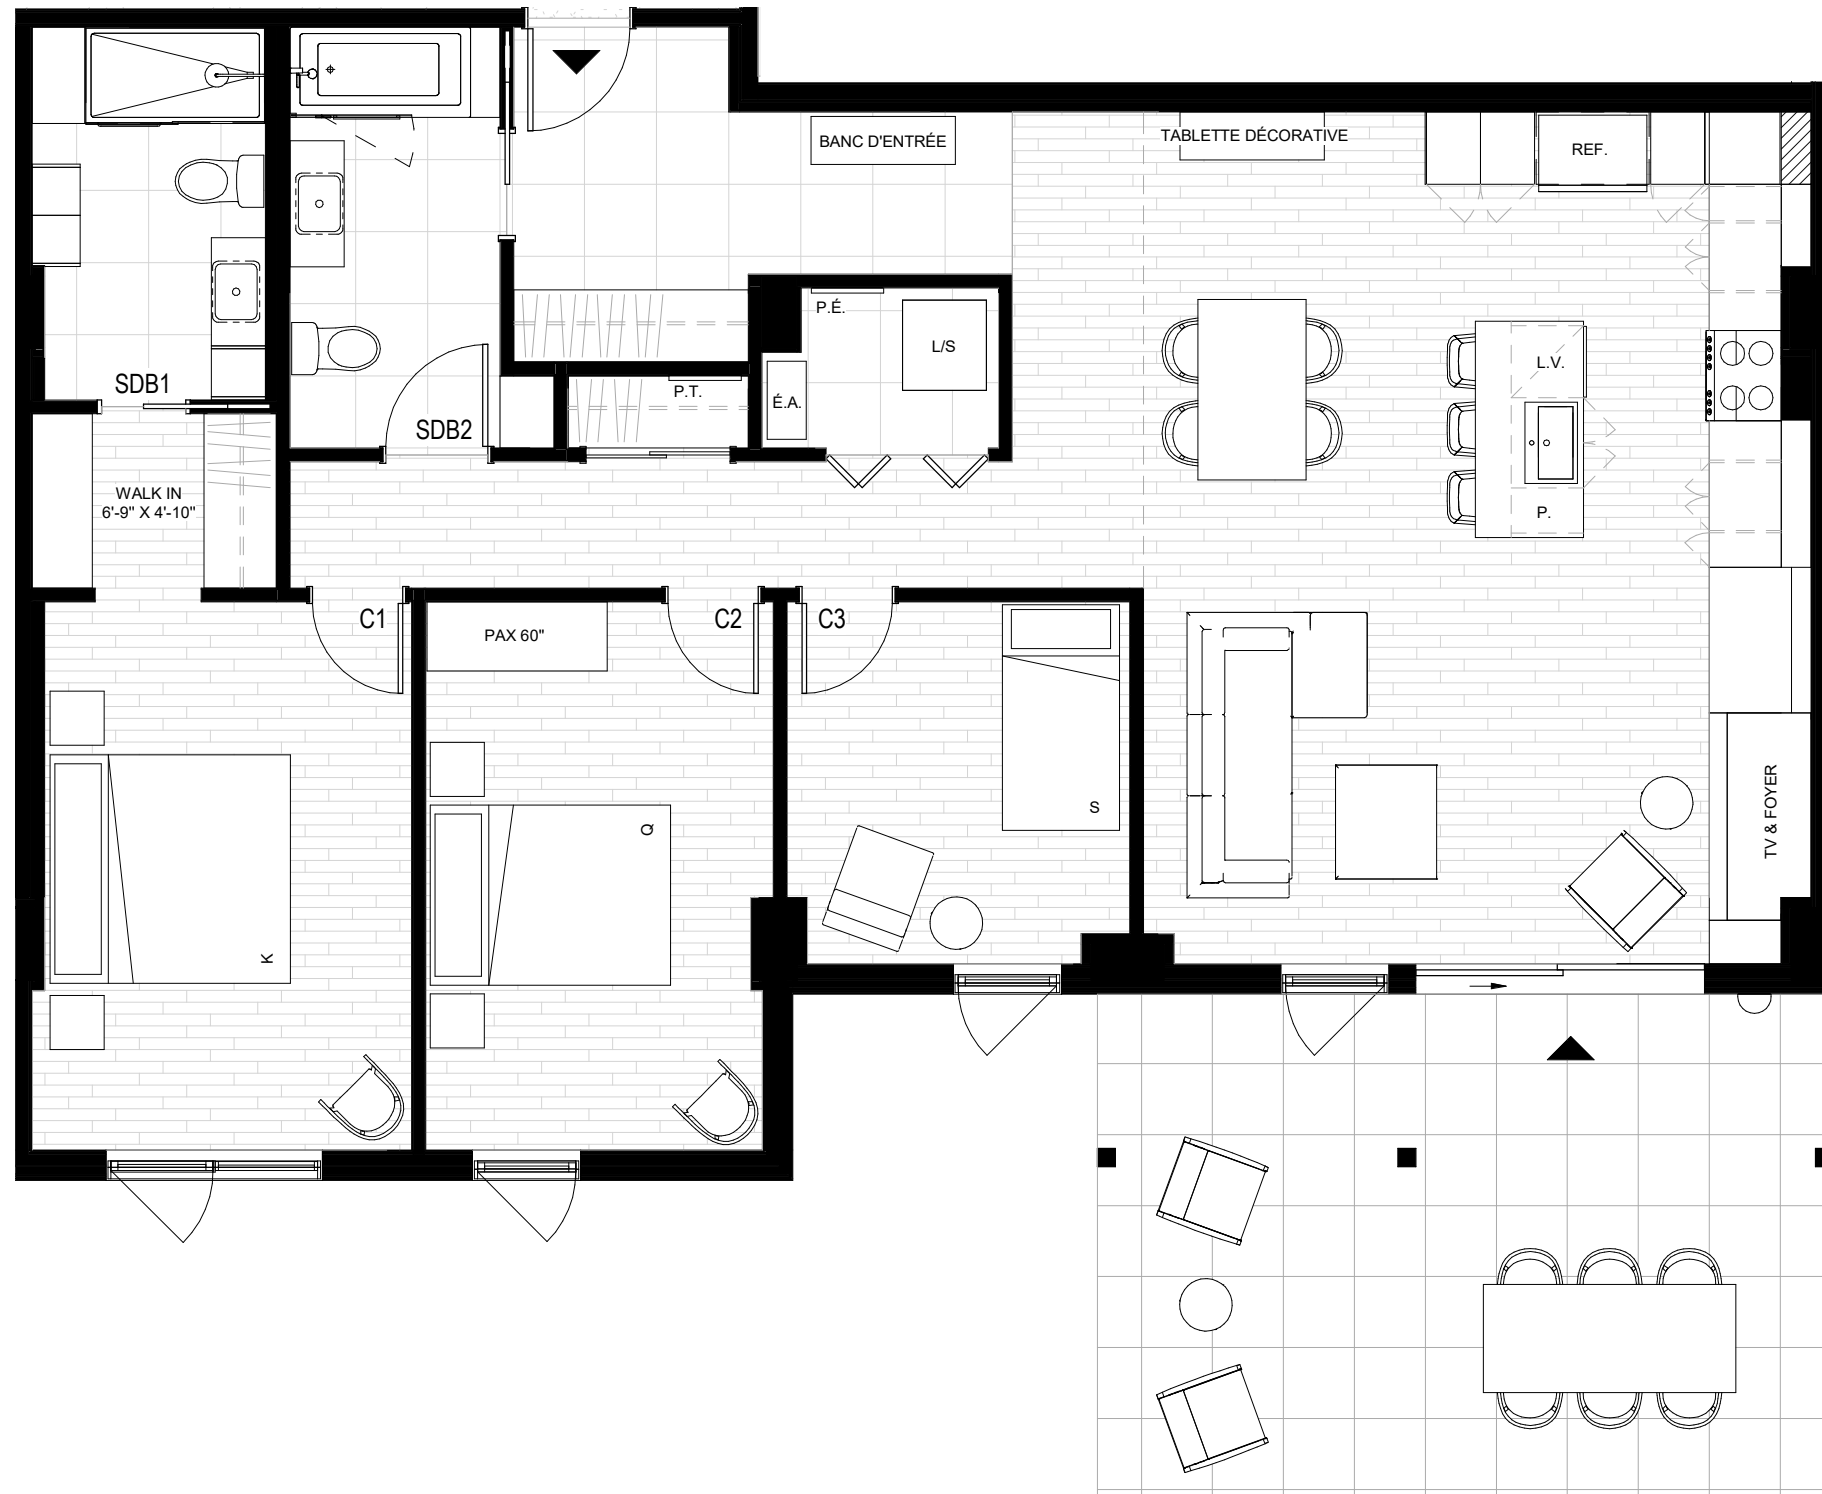 BANC D'ENTRÉE
TABLETTE DÉCORATIVE
REF.
P.É.
L/S
L.V.
SDB1
P.T.
É.A.
SDB2
WALK IN
6'-9" X 4'-10"
P.
C1
C2
C3
PAX 60"
S
TV & FOYER
Q
K